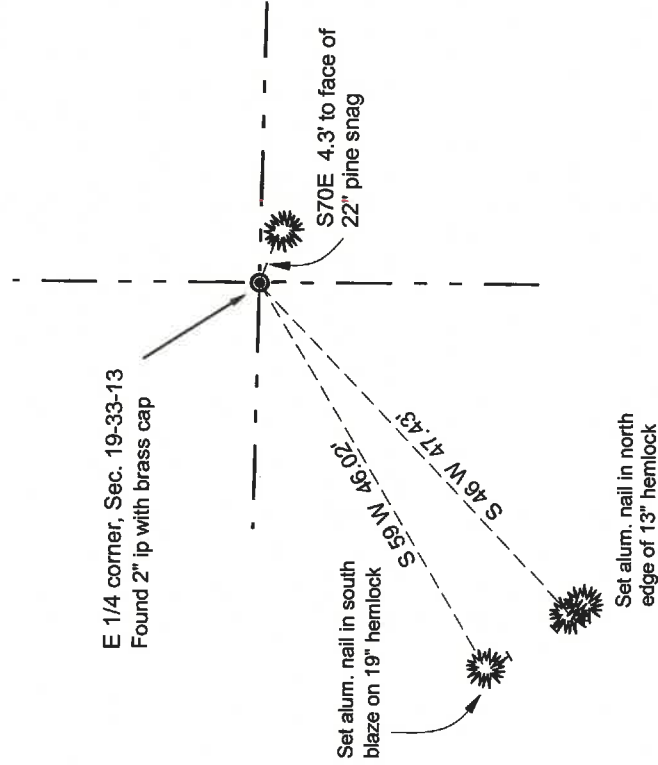 E 1/4 corner, Sec. 19-33-13
Found 2" ip with brass cap
S70E 4.3' to face of
22" pine snag
S 59 W 46.02'
S 46 W 47.43'
Set alum. nail in south
blaze on 19" hemlock
Set alum. nail in north
edge of 13" hemlock